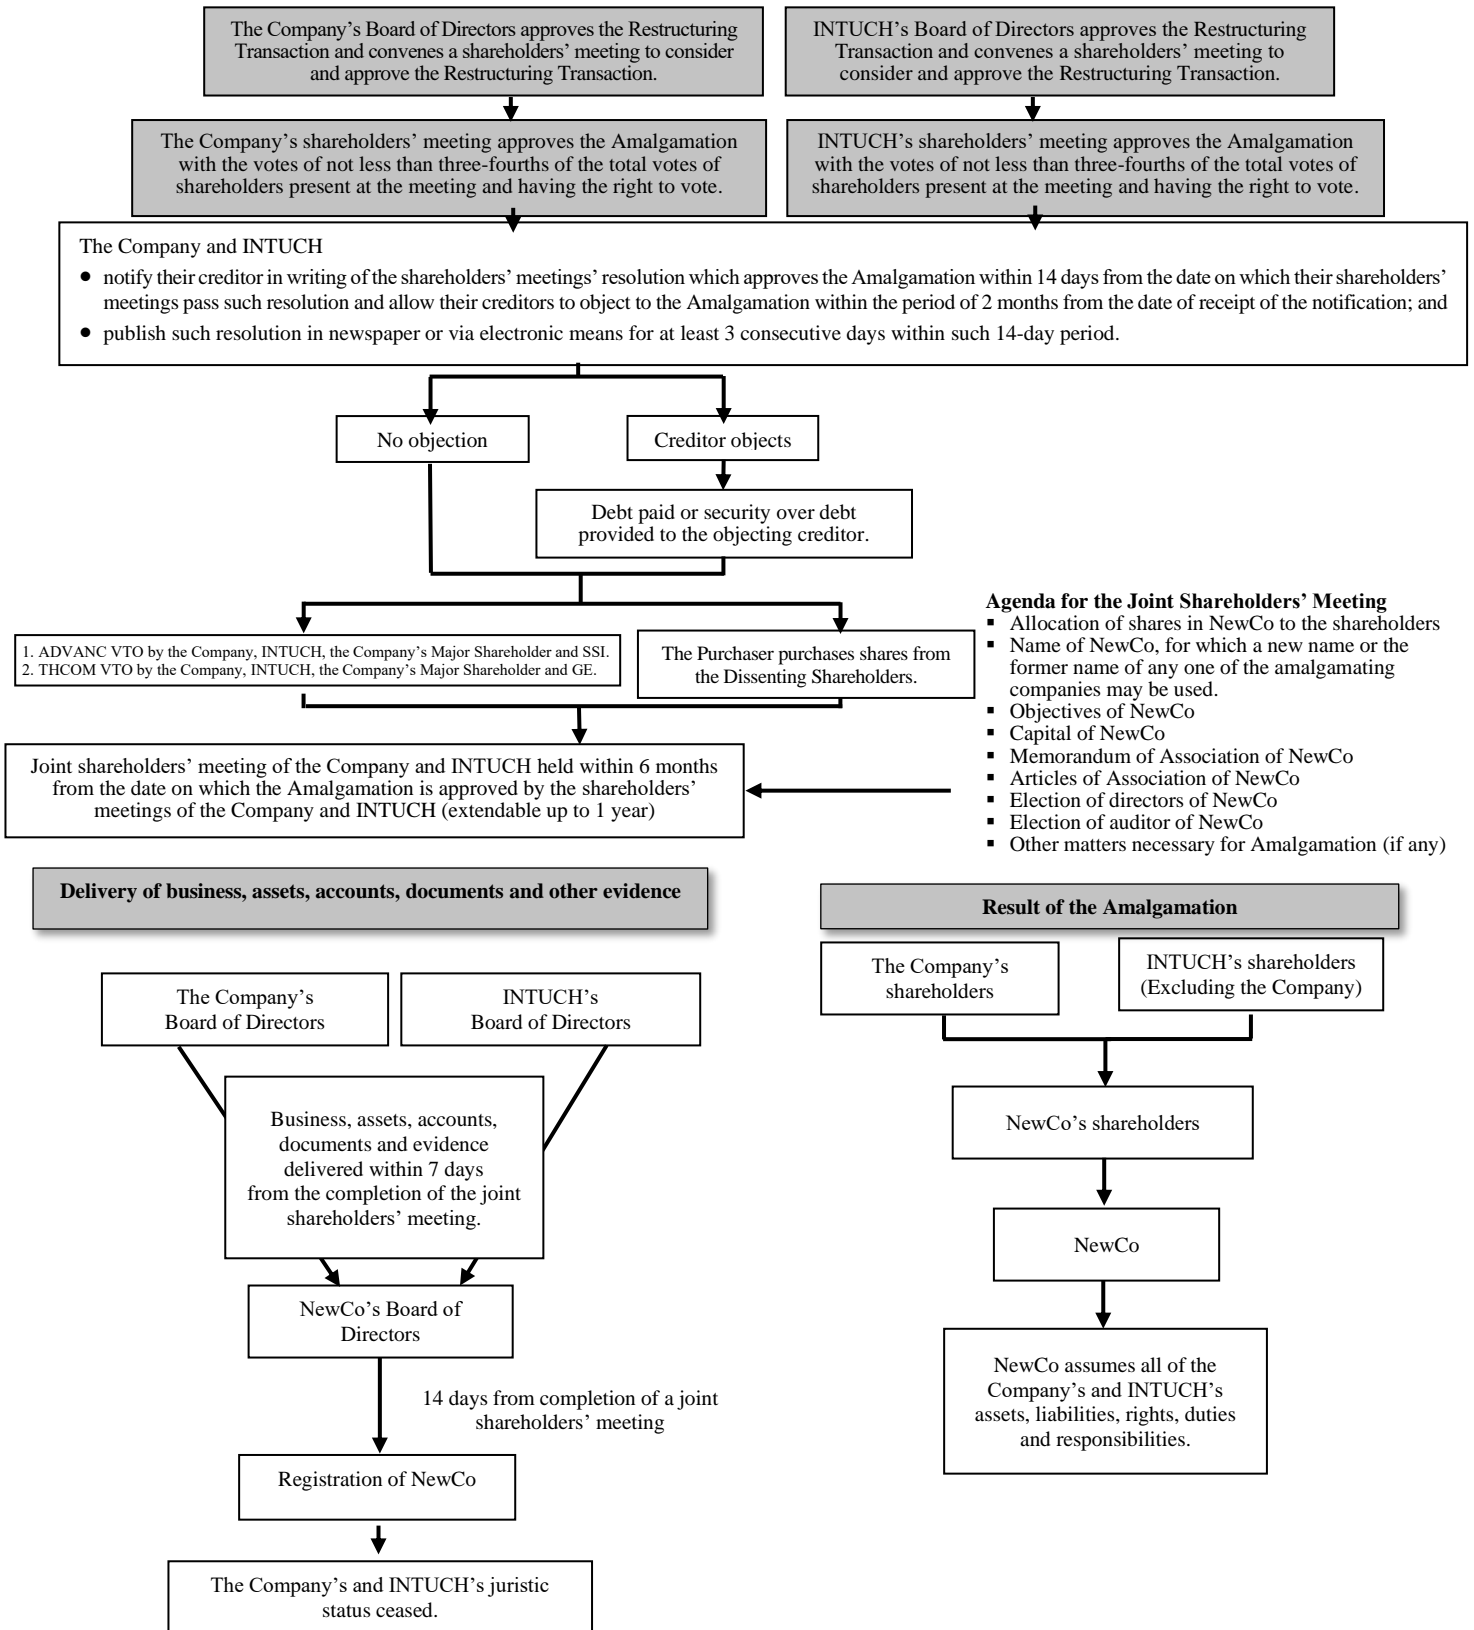 The Company’s Board of Directors approves the Restructuring
Transaction and convenes a shareholders’ meeting to consider
and approve the Restructuring Transaction.
INTUCH’s Board of Directors approves the Restructuring
Transaction and convenes a shareholders’ meeting to
consider and approve the Restructuring Transaction.
The Company’s shareholders’ meeting approves the Amalgamation
with the votes of not less than three-fourths of the total votes of
shareholders present at the meeting and having the right to vote.
INTUCH’s shareholders’ meeting approves the Amalgamation
with the votes of not less than three-fourths of the total votes of
shareholders present at the meeting and having the right to vote.
The Company and INTUCH
● notify their creditor in writing of the shareholders’ meetings’ resolution which approves the Amalgamation within 14 days from the date on which their shareholders’
meetings pass such resolution and allow their creditors to object to the Amalgamation within the period of 2 months from the date of receipt of the notification; and
● publish such resolution in newspaper or via electronic means for at least 3 consecutive days within such 14-day period.
No objection
Creditor objects
Debt paid or security over debt
provided to the objecting creditor.
1. ADVANC VTO by the Company, INTUCH, the Company’s Major Shareholder and SSI.
2. THCOM VTO by the Company, INTUCH, the Company’s Major Shareholder and GE.
The Purchaser purchases shares from
the Dissenting Shareholders.
Joint shareholders’ meeting of the Company and INTUCH held within 6 months
from the date on which the Amalgamation is approved by the shareholders’
meetings of the Company and INTUCH (extendable up to 1 year)
Agenda for the Joint Shareholders’ Meeting
▪ Allocation of shares in NewCo to the shareholders
▪ Name of NewCo, for which a new name or the
former name of any one of the amalgamating
companies may be used.
▪ Objectives of NewCo
▪ Capital of NewCo
▪ Memorandum of Association of NewCo
▪ Articles of Association of NewCo
▪ Election of directors of NewCo
▪ Election of auditor of NewCo
▪ Other matters necessary for Amalgamation (if any)
Delivery of business, assets, accounts, documents and other evidence
The Company’s
Board of Directors
INTUCH’s
Board of Directors
Business, assets, accounts,
documents and evidence
delivered within 7 days
from the completion of the joint
shareholders’ meeting.
NewCo’s Board of
Directors
14 days from completion of a joint
shareholders’ meeting
Registration of NewCo
The Company’s and INTUCH’s juristic
status ceased.
Result of the Amalgamation
The Company’s
shareholders
INTUCH’s shareholders
(Excluding the Company)
NewCo’s shareholders
NewCo
NewCo assumes all of the
Company’s and INTUCH’s
assets, liabilities, rights, duties
and responsibilities.